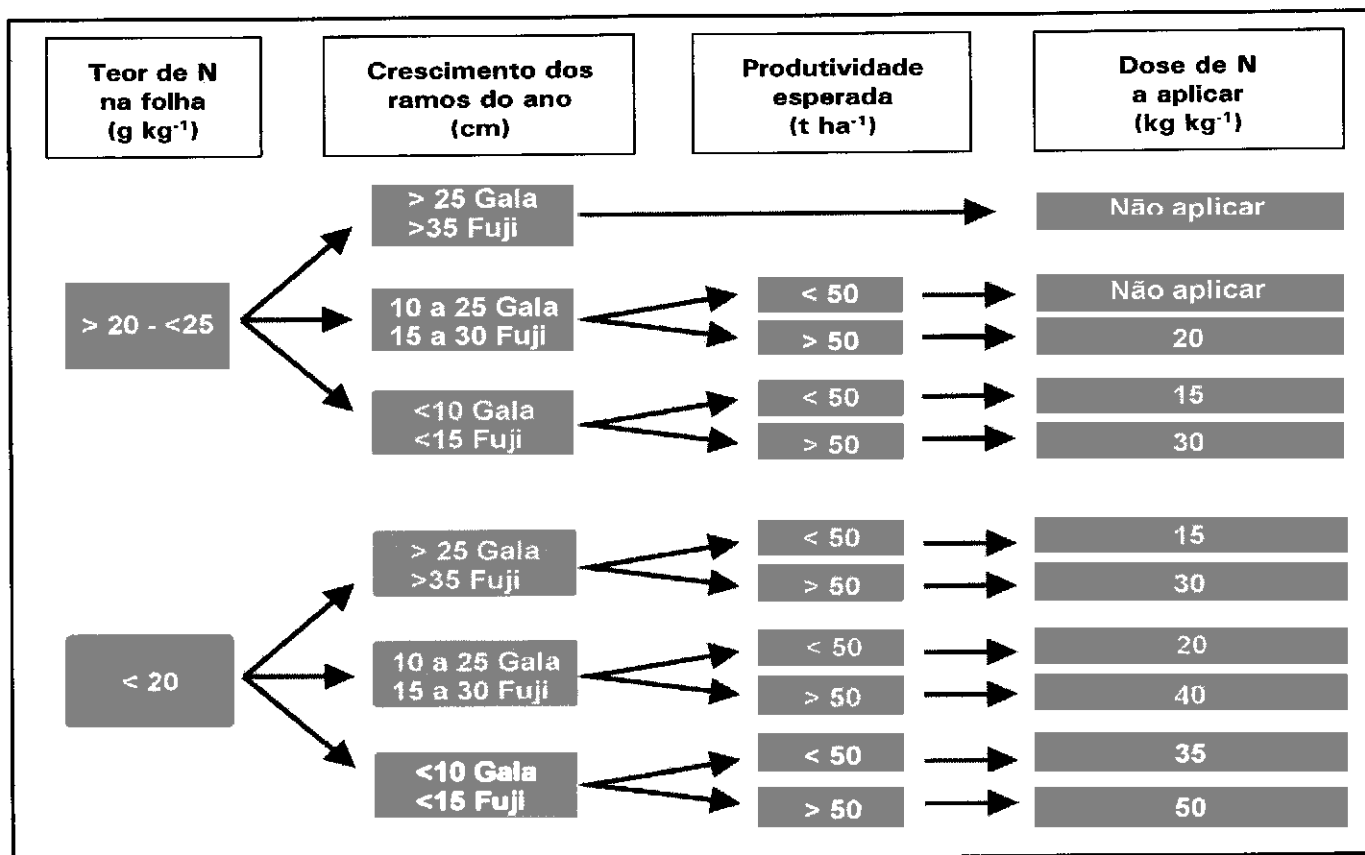 Teor de N
na folha
(g kg⁻¹)
Crescimento dos
ramos do ano
(cm)
Produtividade
esperada
(t ha⁻¹)
Dose de N
a aplicar
(kg kg⁻¹)
> 20 - <25
> 25 Gala
>35 Fuji
Não aplicar
10 a 25 Gala
15 a 30 Fuji
< 50
Não aplicar
> 50
20
<10 Gala
<15 Fuji
< 50
15
> 50
30
< 20
> 25 Gala
>35 Fuji
< 50
15
> 50
30
10 a 25 Gala
15 a 30 Fuji
< 50
20
> 50
40
<10 Gala
<15 Fuji
< 50
35
> 50
50